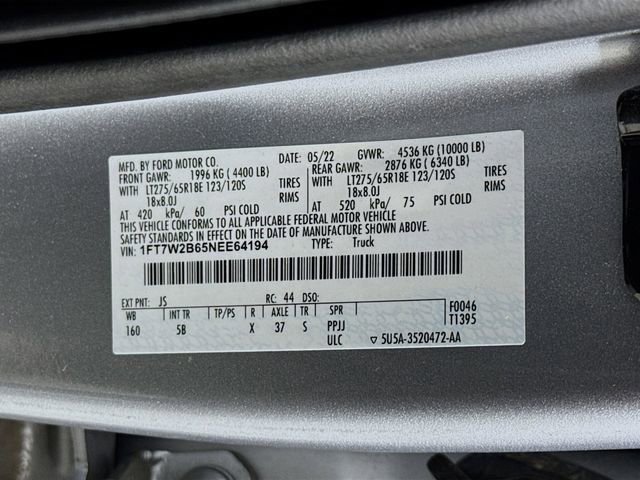 MFD. BY FORD MOTOR CO. DATE: 05/22 GVWR: 4536 KG (10000 LB)
FRONT GAWR: 1996 KG (4400 LB) REAR GAWR: 2876 KG (6340 LB)
WITH LT275/65R18E 123/120S TIRES WITH LT275/65R18E 123/120S TIRES
18x8.0J RIMS 18x8.0J RIMS
AT 420 kPa/ 60 PSI COLD AT 520 kPa/ 75 PSI COLD
THIS VEHICLE CONFORMS TO ALL APPLICABLE FEDERAL MOTOR VEHICLE
SAFETY STANDARDS IN EFFECT ON THE DATE OF MANUFACTURE SHOWN ABOVE.
VIN: 1FT7W2B65NEE64194 TYPE: Truck
EXT PNT: JS RC: 44 DSO: F0046
WB INT TR TP/PS R AXLE TR SPR T1395
160 5B X 37 S PPJJ
ULC ▽ 5U5A-3520472-AA